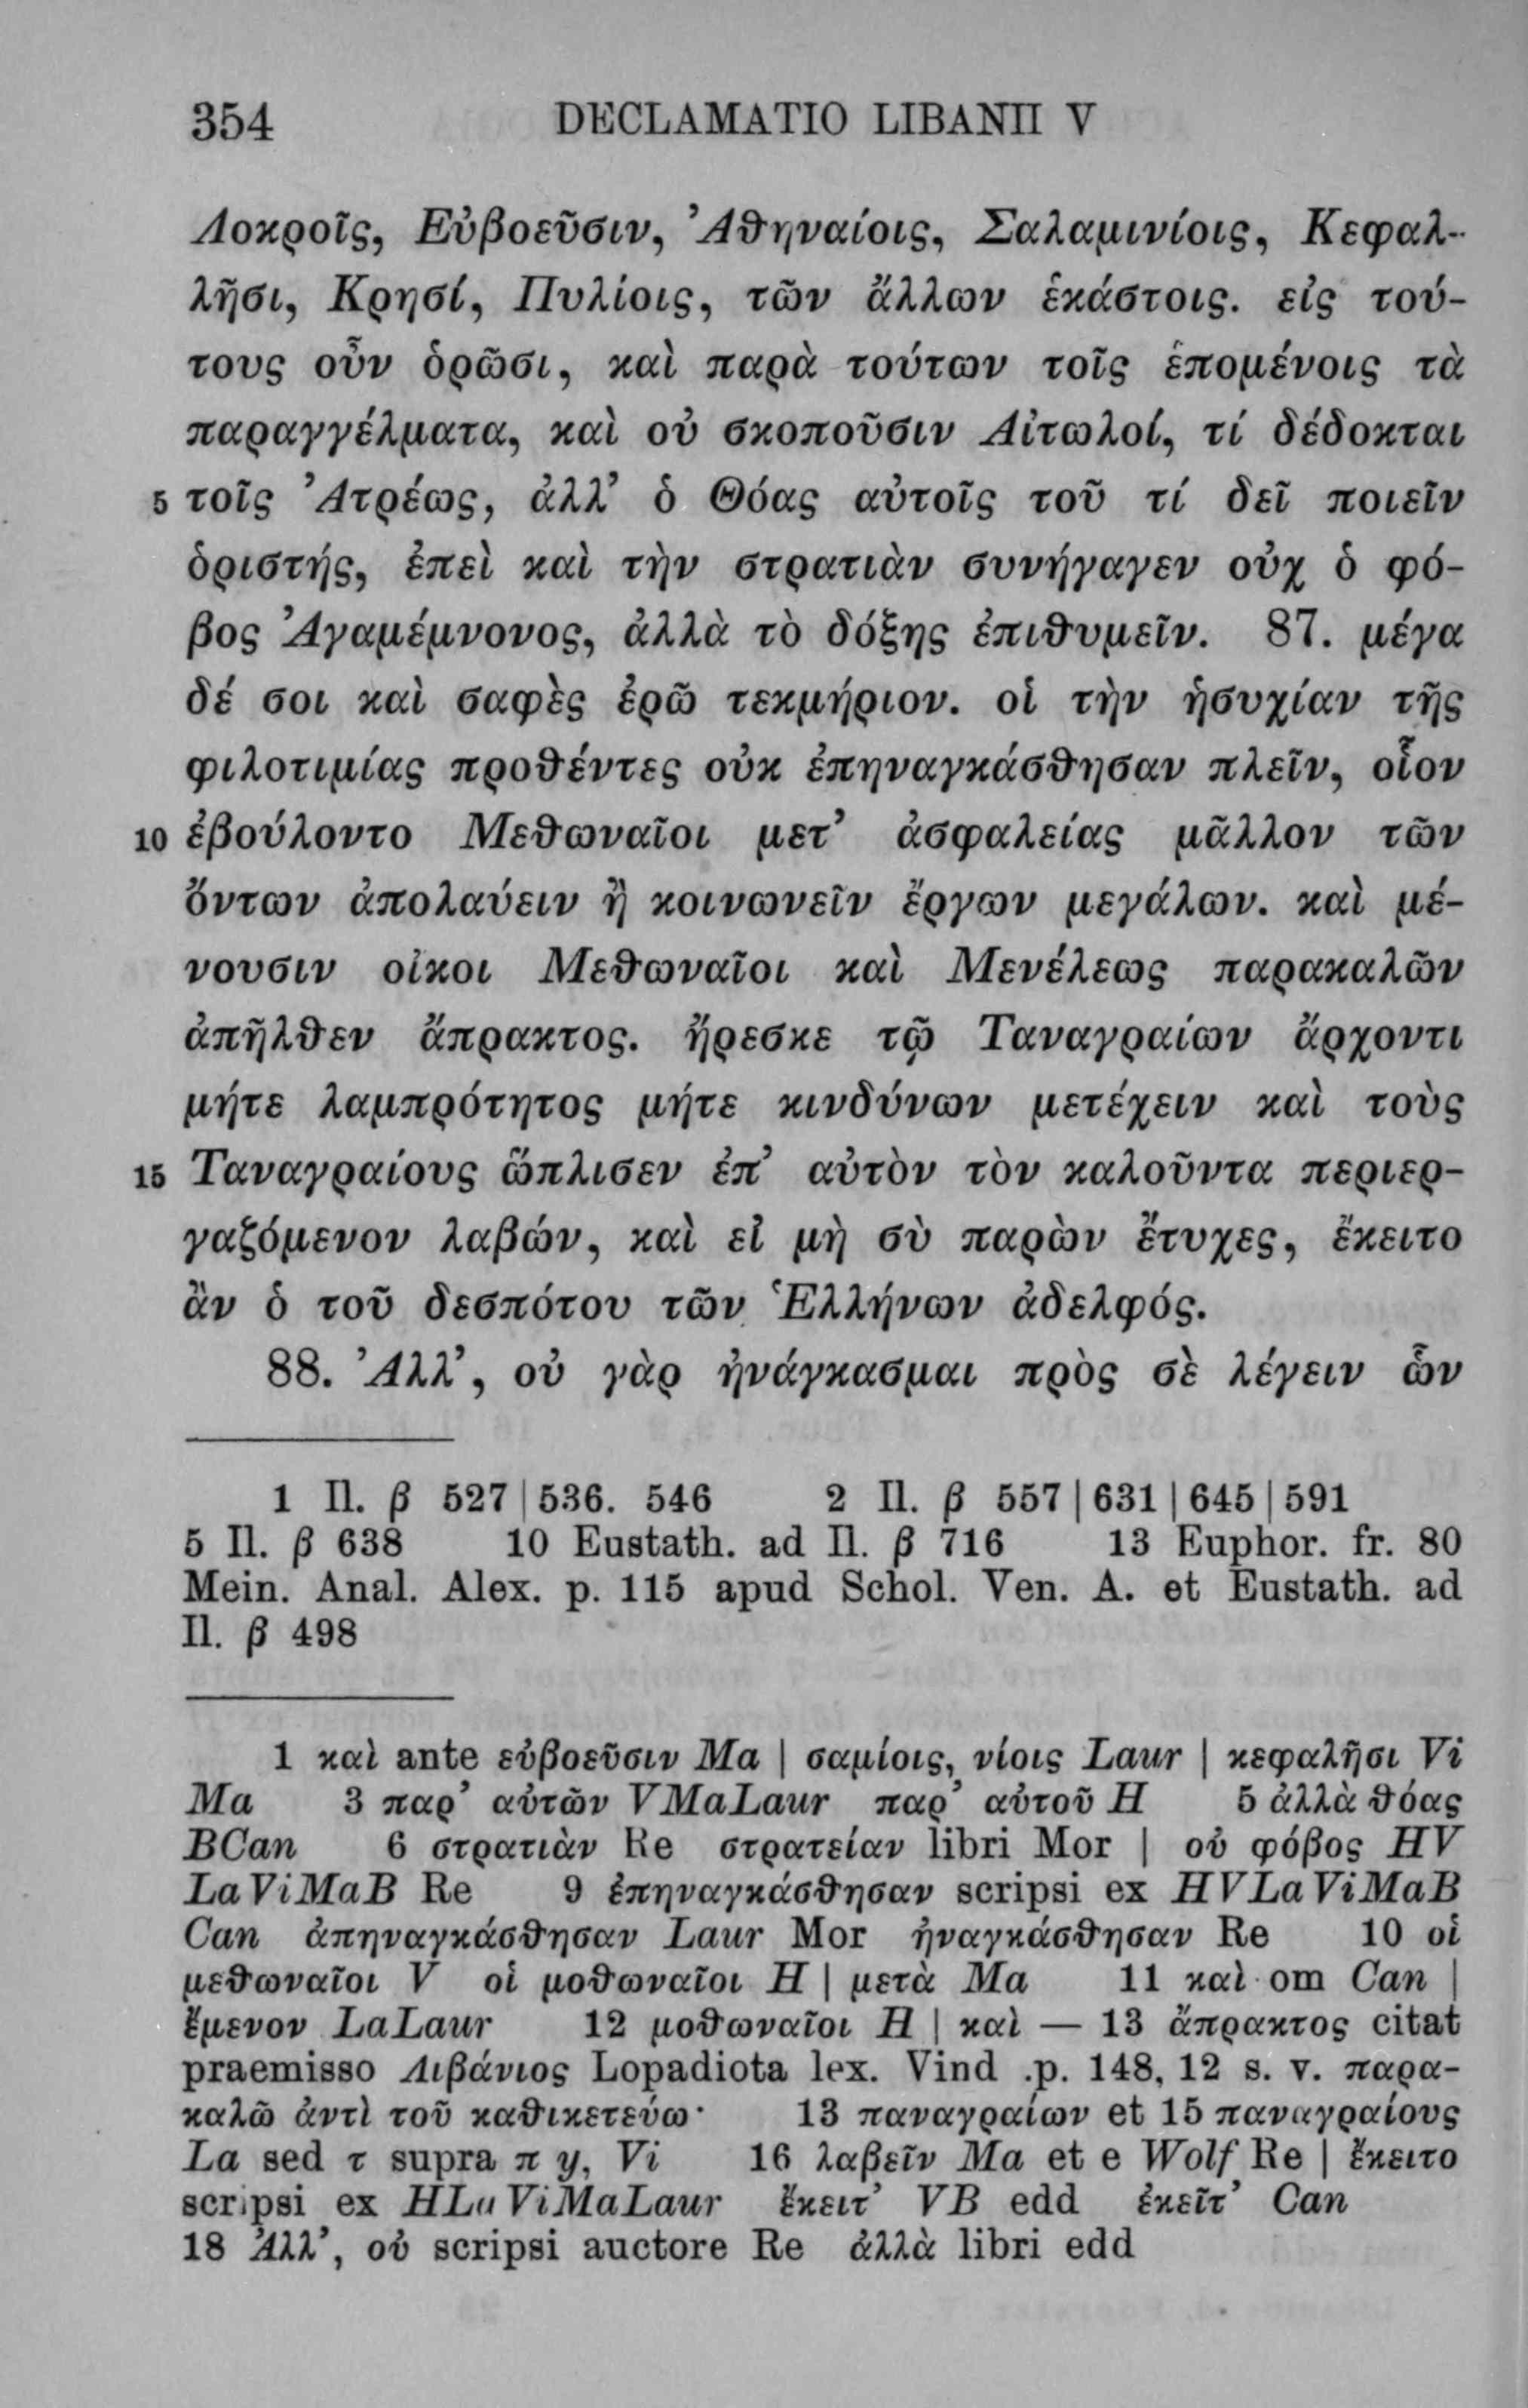 354 DECLAMATIO LIBANII V
Λοκροῖς, Εὐβοεῦσιν, Ἀθηναίοις, Σαλαμινίοις, Κεφαλ-
λῆσι, Κρησί, Πυλίοις, τῶν ἄλλων ἑκάστοις. εἰς τού-
τους οὖν ὁρῶσι, καὶ παρὰ τούτων τοῖς ἑπομένοις τὰ
παραγγέλματα, καὶ οὐ σκοποῦσιν Αἰτωλοί, τί δέδοκται
5 τοῖς Ἀτρέως, ἀλλ’ ὁ Θόας αὐτοῖς τοῦ τί δεῖ ποιεῖν
ὁριστής, ἐπεὶ καὶ τὴν στρατιὰν συνήγαγεν οὐχ ὁ φό-
βος Ἀγαμέμνονος, ἀλλὰ τὸ δόξης ἐπιθυμεῖν. 87. μέγα
δέ σοι καὶ σαφὲς ἐρῶ τεκμήριον. οἱ τὴν ἡσυχίαν τῆς
φιλοτιμίας προθέντες οὐκ ἐπηναγκάσθησαν πλεῖν, οἷον
10 ἐβούλοντο Μεθωναῖοι μετ’ ἀσφαλείας μᾶλλον τῶν
ὄντων ἀπολαύειν ἢ κοινωνεῖν ἔργων μεγάλων. καὶ μέ-
νουσιν οἴκοι Μεθωναῖοι καὶ Μενέλεως παρακαλῶν
ἀπῆλθεν ἄπρακτος. ἤρεσκε τῷ Ταναγραίων ἄρχοντι
μήτε λαμπρότητος μήτε κινδύνων μετέχειν καὶ τοὺς
15 Ταναγραίους ὥπλισεν ἐπ’ αὐτὸν τὸν καλοῦντα περιερ-
γαζόμενον λαβών, καὶ εἰ μὴ σὺ παρὼν ἔτυχες, ἔκειτο
ἂν ὁ τοῦ δεσπότου τῶν Ἑλλήνων ἀδελφός.
88. Ἀλλ’, οὐ γὰρ ἠνάγκασμαι πρὸς σὲ λέγειν ὧν
1 Il. β 527 | 536. 546 2 Il. β 557 | 631 | 645 | 591
5 Il. β 638 10 Eustath. ad Il. β 716 13 Euphor. fr. 80
Mein. Anal. Alex. p. 115 apud Schol. Ven. A. et Eustath. ad
Il. β 498
1 καὶ ante εὐβοεῦσιν Ma | σαμίοις, νίοις Laur | κεφαλῆσι Vi
Ma 3 παρ’ αὐτῶν VMaLaur παρ’ αὐτοῦ H 5 ἀλλὰ θόας
BCan 6 στρατιὰν Re στρατείαν libri Mor | οὐ φόβος HV
LaViMaB Re 9 ἐπηναγκάσθησαν scripsi ex HVLaViMaB
Can ἀπηναγκάσθησαν Laur Mor ἠναγκάσθησαν Re 10 οἱ
μεθωναῖοι V οἱ μοθωναῖοι H | μετὰ Ma 11 καὶ om Can |
ἔμενον LaLaur 12 μοθωναῖοι H | καὶ — 13 ἄπρακτος citat
praemisso Λιβάνιος Lopadiota lex. Vind .p. 148, 12 s. v. παρα-
καλῶ ἀντὶ τοῦ καθικετεύω· 13 παναγραίων et 15 παναγραίους
La sed τ supra π y, Vi 16 λαβεῖν Ma et e Wolf Re | ἔκειτο
scripsi ex HLaViMaLaur ἔκειτ’ VB edd ἐκεῖτ’ Can
18 Ἀλλ’, οὐ scripsi auctore Re ἀλλὰ libri edd